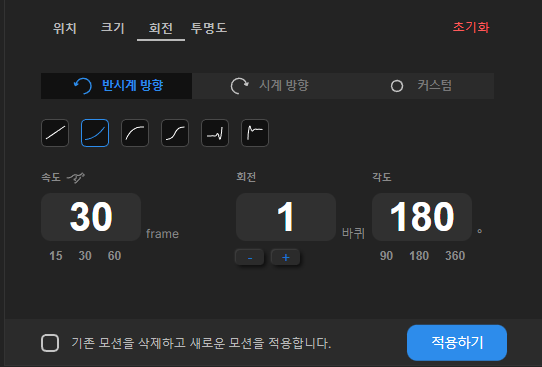 위치 크기 회전 투명도 초기화
반시계 방향 시계 방향 커스텀
속도 회전 각도
30 frame 1 바퀴 180 °
15 30 60 - + 90 180 360
기존 모션을 삭제하고 새로운 모션을 적용합니다. 적용하기